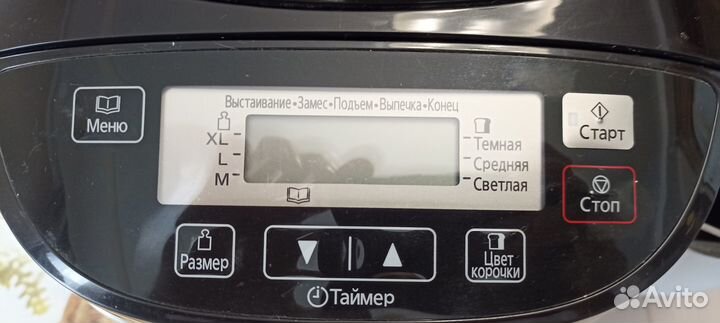 Выстаивание•Замес•Подъем•Выпечка•Конец
Меню
XL
L
M
Темная
Средняя
Светлая
Старт
Стоп
Размер
Таймер
Цвет
корочки
Avito